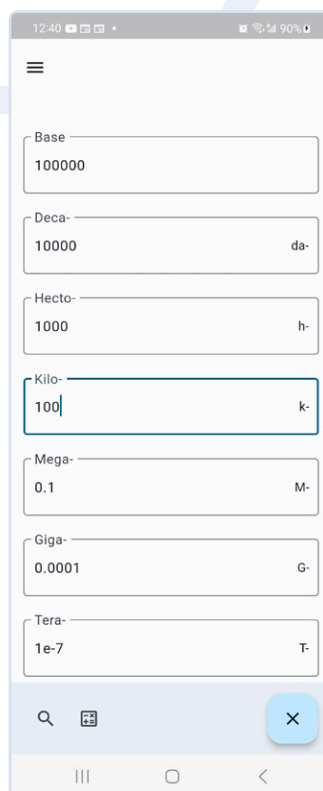 12:40
90%
Base
100000
Deca-
10000 da-
Hecto-
1000 h-
Kilo-
100 k-
Mega-
0.1 M-
Giga-
0.0001 G-
Tera-
1e-7 T-